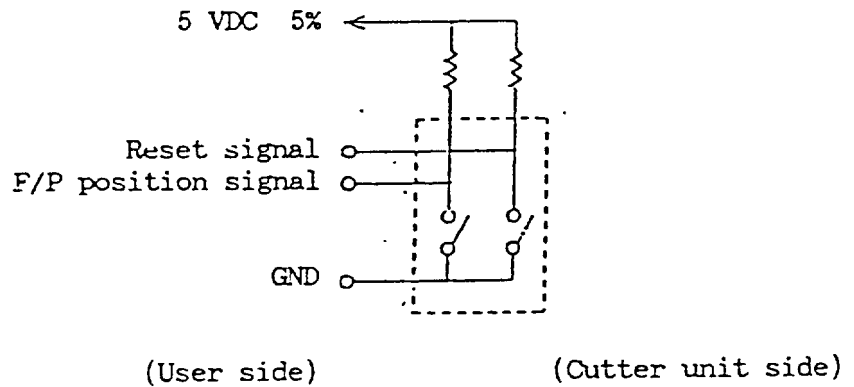 5 VDC 5%
Reset signal
F/P position signal
GND
(User side) (Cutter unit side)